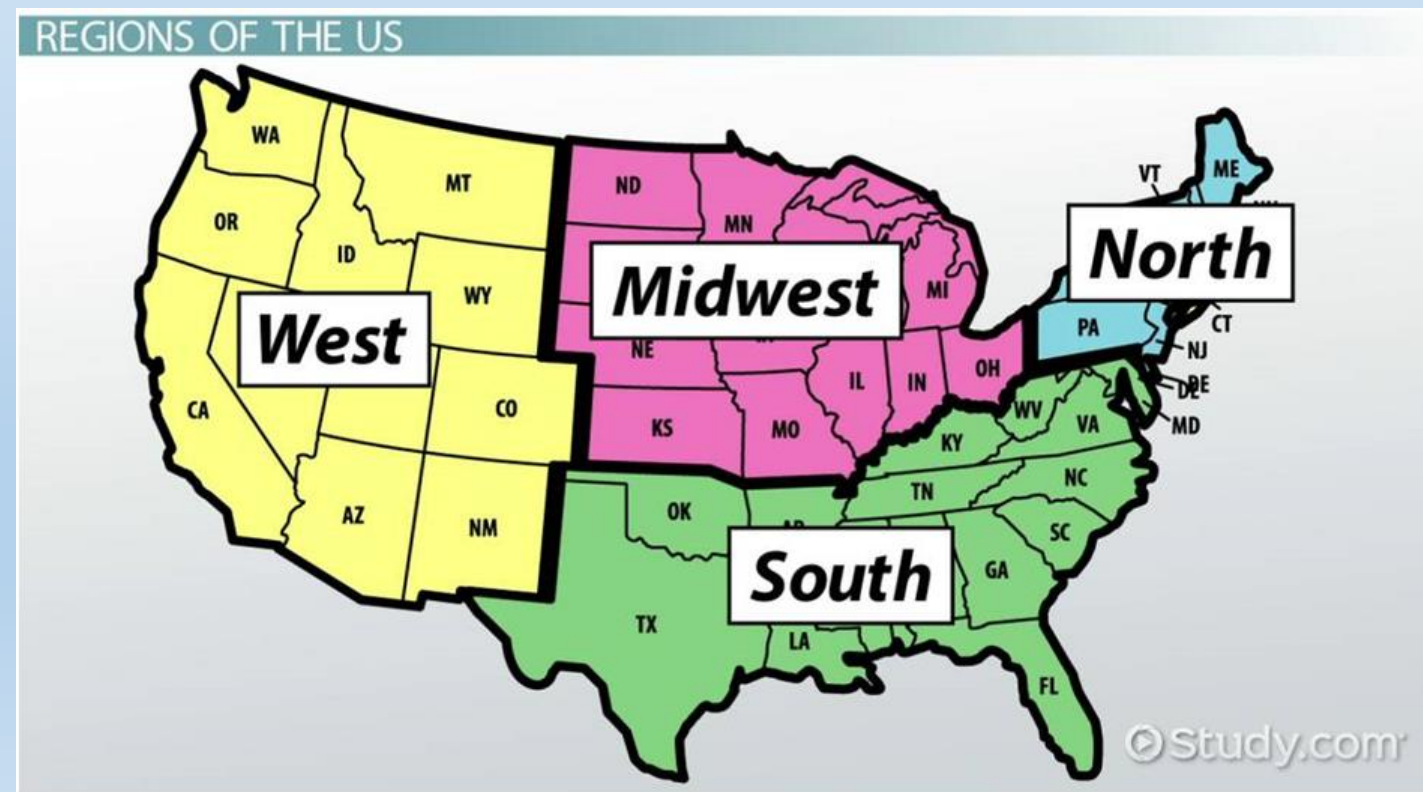 REGIONS OF THE US
WA
MT
ND
VT
ME
OR
MN
ID
North
Midwest
WY
MI
West
CT
PA
NE
NJ
OH
IL
IN
DE
CA
CO
WV
MD
KS
MO
VA
KY
TN
NC
AZ
OK
NM
SC
South
GA
TX
LA
FL
Study.com